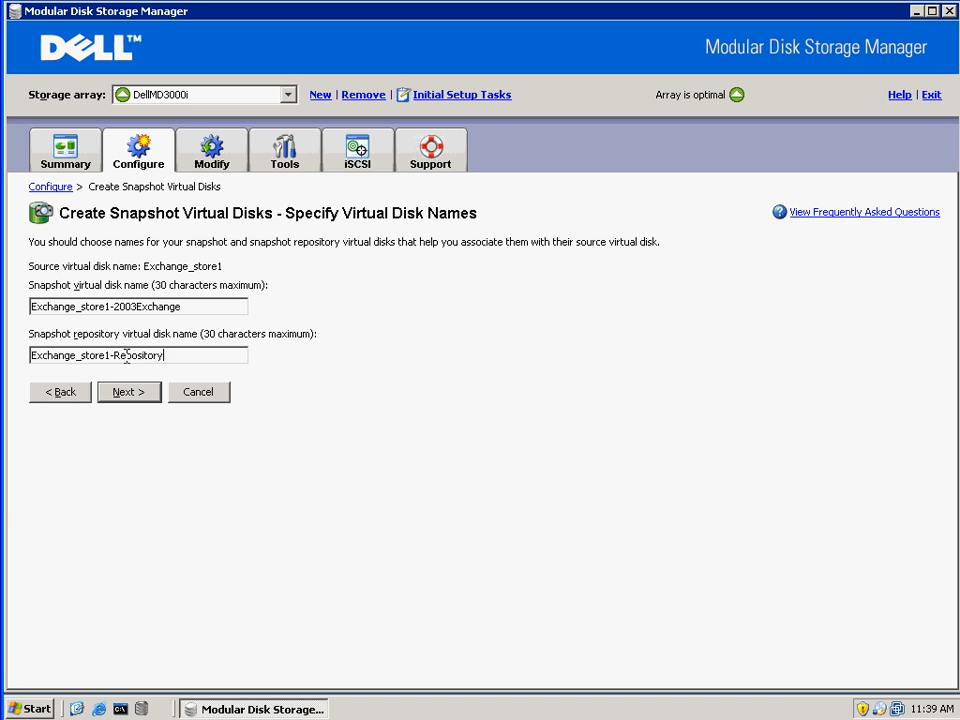 Modular Disk Storage Manager
DELL™
Modular Disk Storage Manager
Storage array: DellMD3000i New | Remove | Initial Setup Tasks Array is optimal Help | Exit
Summary Configure Modify Tools iSCSI Support
Configure > Create Snapshot Virtual Disks
Create Snapshot Virtual Disks - Specify Virtual Disk Names View Frequently Asked Questions
You should choose names for your snapshot and snapshot repository virtual disks that help you associate them with their source virtual disk.
Source virtual disk name: Exchange_store1
Snapshot virtual disk name (30 characters maximum):
Exchange_store1-2003Exchange
Snapshot repository virtual disk name (30 characters maximum):
Exchange_store1-Repository
< Back Next > Cancel
Start Modular Disk Storage... 11:39 AM